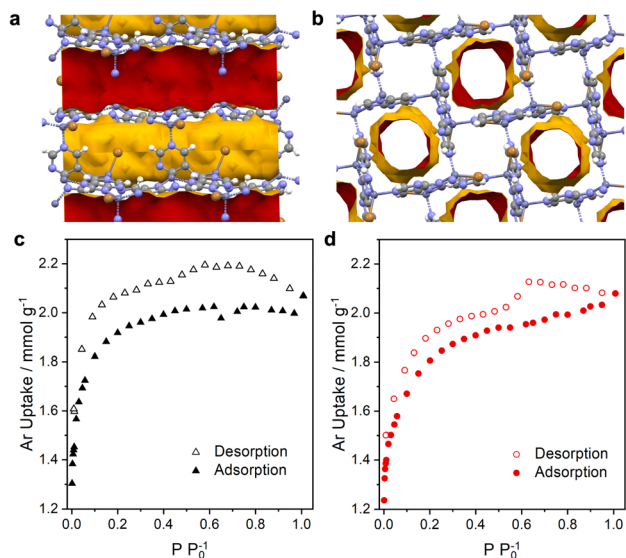 a
b
c
d
2.2
2.0
1.8
1.6
1.4
1.2
Ar Uptake / mmol g⁻¹
Desorption
Adsorption
0.0 0.2 0.4 0.6 0.8 1.0
P P₀⁻¹
2.2
2.0
1.8
1.6
1.4
1.2
Ar Uptake / mmol g⁻¹
Desorption
Adsorption
0.0 0.2 0.4 0.6 0.8 1.0
P P₀⁻¹